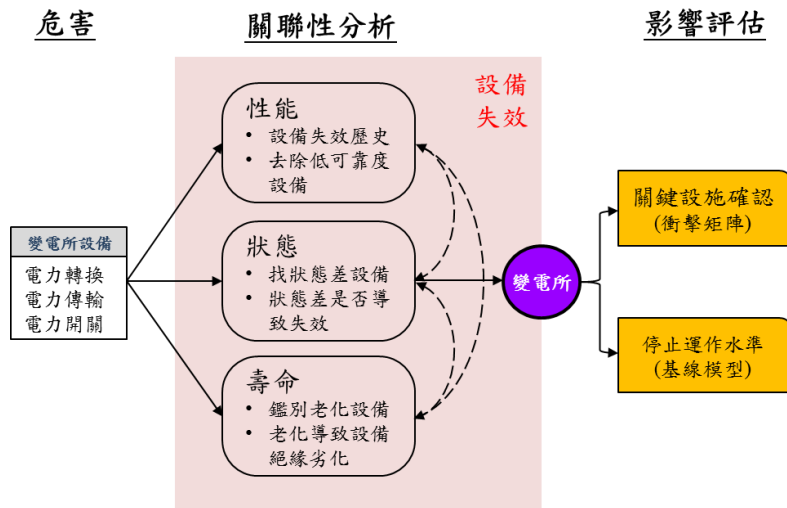 危害
關聯性分析
影響評估
設備
失效
性能
• 設備失效歷史
• 去除低可靠度
設備
變電所設備
電力轉換
電力傳輸
電力開關
狀態
• 找狀態差設備
• 狀態差是否導
致失效
壽命
• 鑑別老化設備
• 老化導致設備
絕緣劣化
變電所
關鍵設施確認
(衝擊矩陣)
停止運作水準
(基線模型)